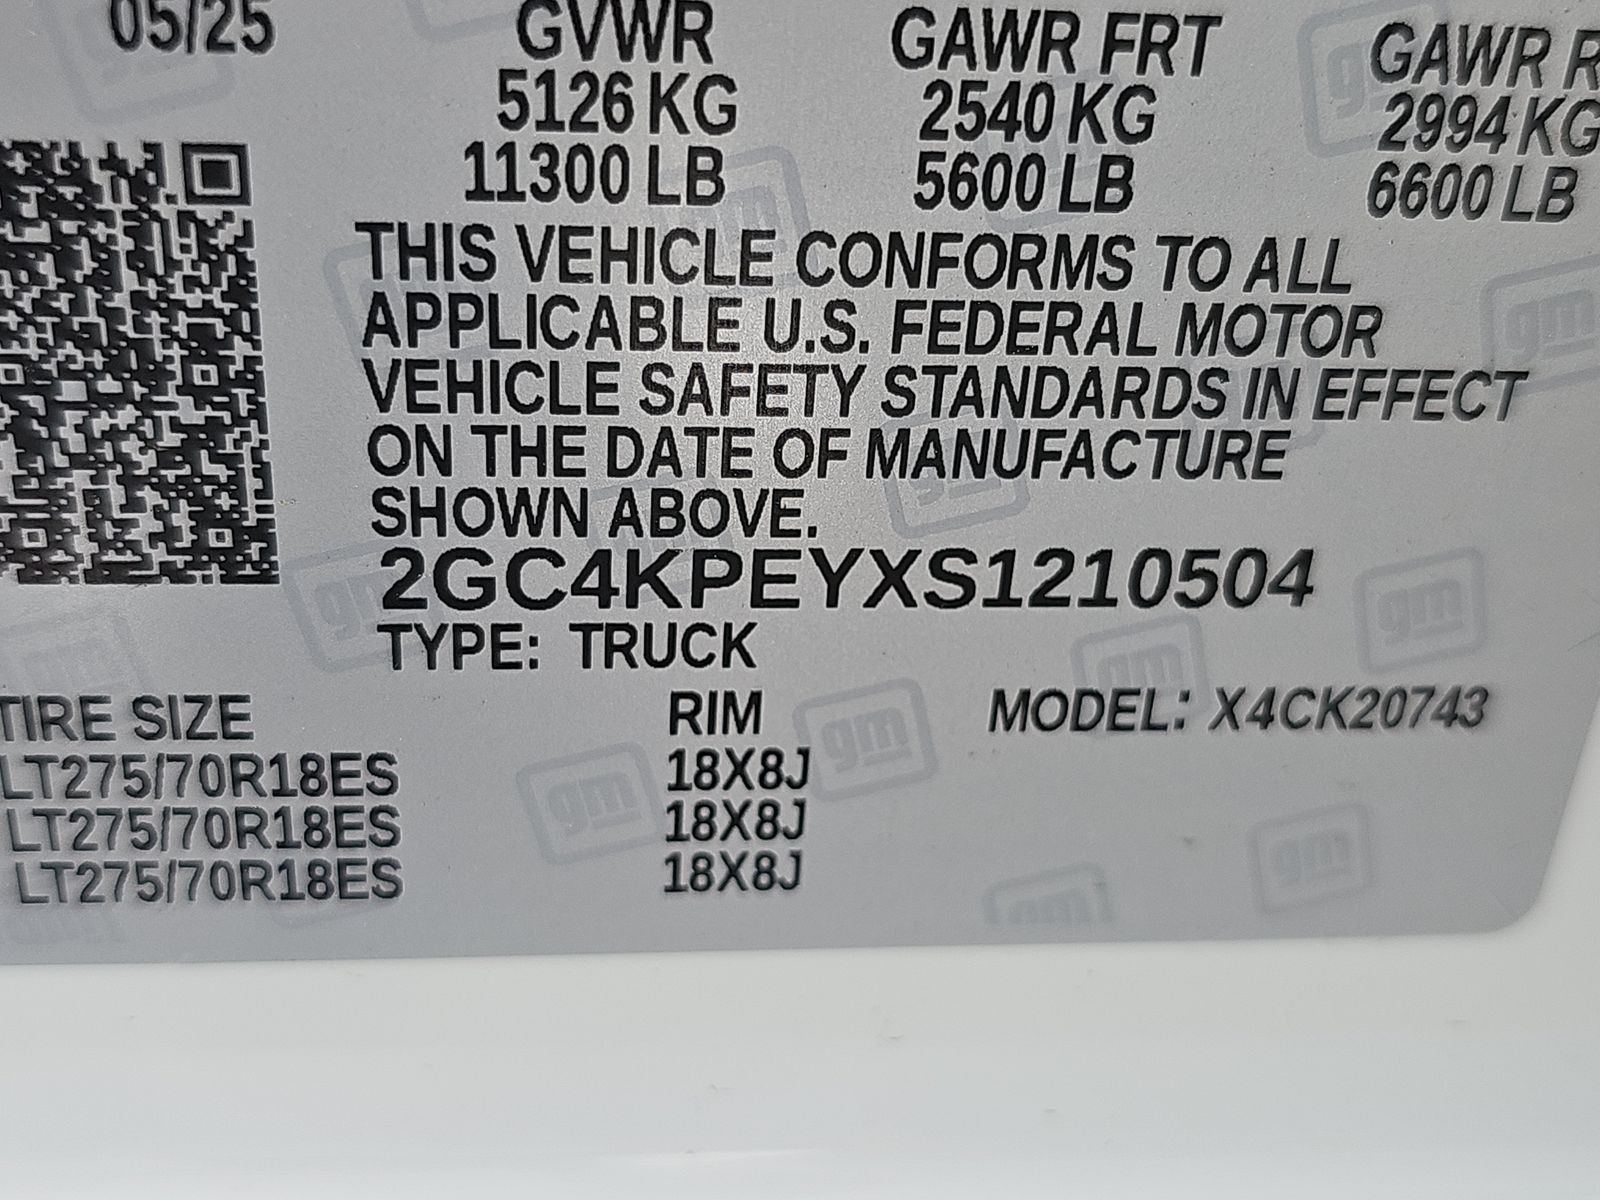 05/25 GVWR GAWR FRT GAWR R
5126 KG 2540 KG 2994 KG
11300 LB 5600 LB 6600 LB
THIS VEHICLE CONFORMS TO ALL
APPLICABLE U.S. FEDERAL MOTOR
VEHICLE SAFETY STANDARDS IN EFFECT
ON THE DATE OF MANUFACTURE
SHOWN ABOVE.
2GC4KPEYXS1210504
TYPE: TRUCK
TIRE SIZE RIM MODEL: X4CK20743
LT275/70R18ES 18X8J
LT275/70R18ES 18X8J
LT275/70R18ES 18X8J